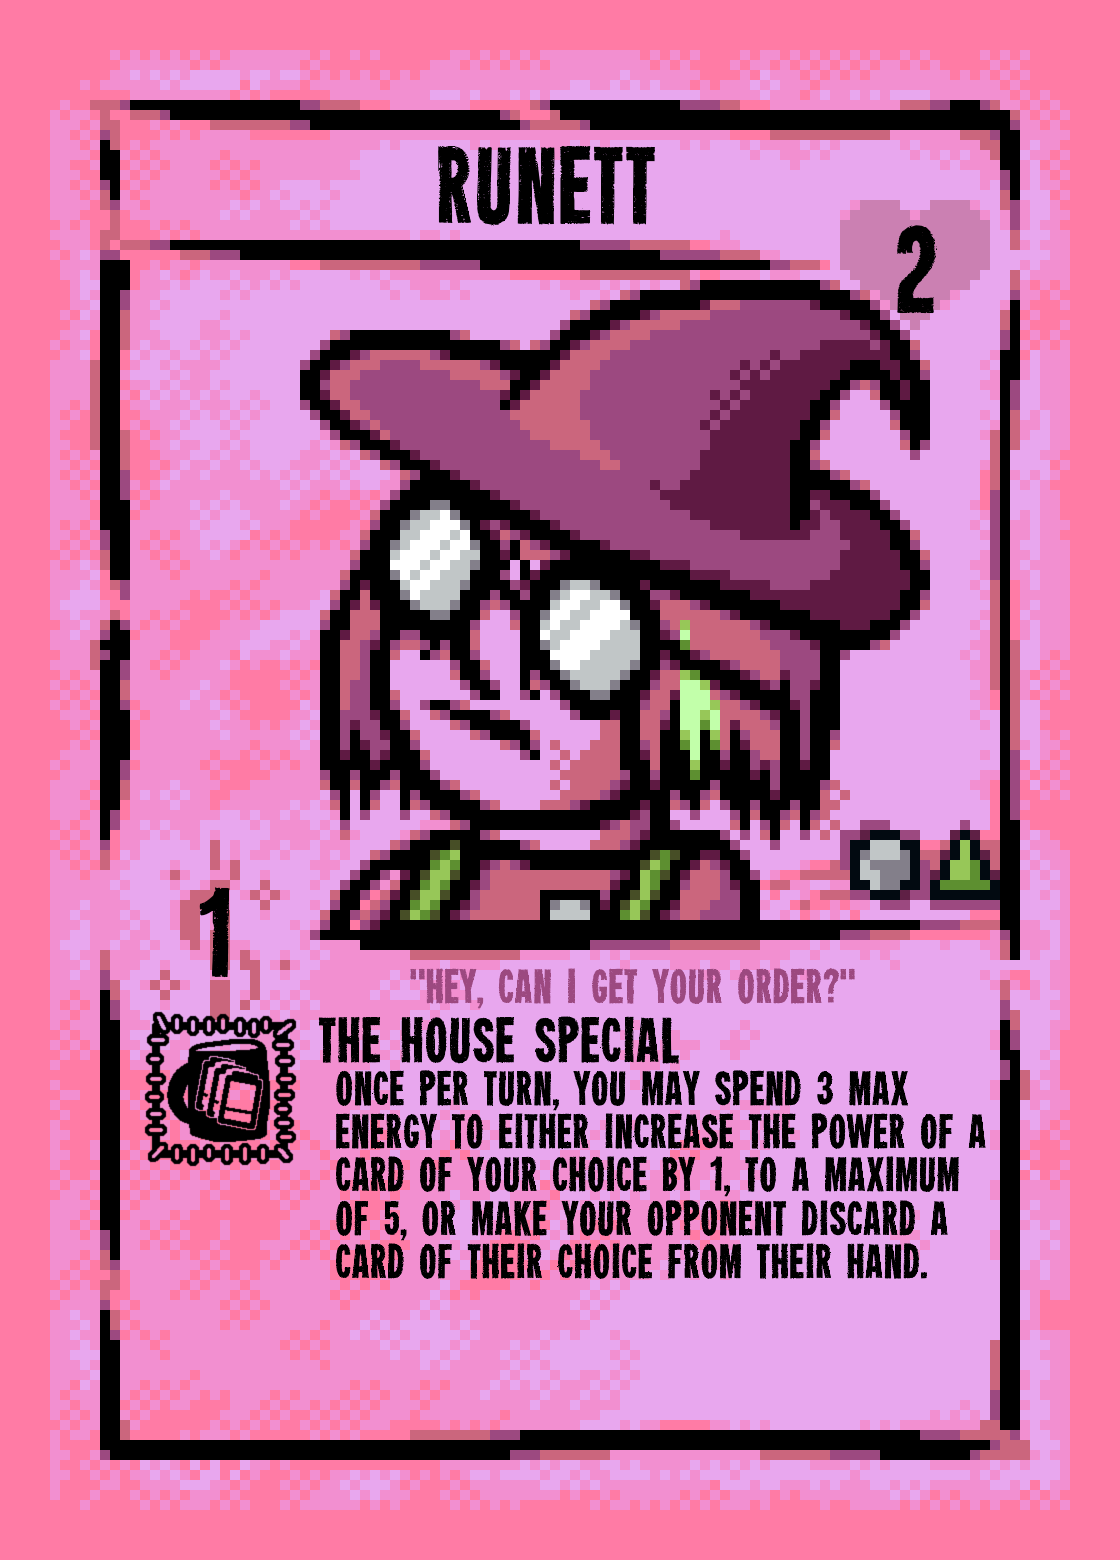 RUNETT
2
1
"HEY, CAN I GET YOUR ORDER?"
THE HOUSE SPECIAL
ONCE PER TURN, YOU MAY SPEND 3 MAX
ENERGY TO EITHER INCREASE THE POWER OF A
CARD OF YOUR CHOICE BY 1, TO A MAXIMUM
OF 5, OR MAKE YOUR OPPONENT DISCARD A
CARD OF THEIR CHOICE FROM THEIR HAND.